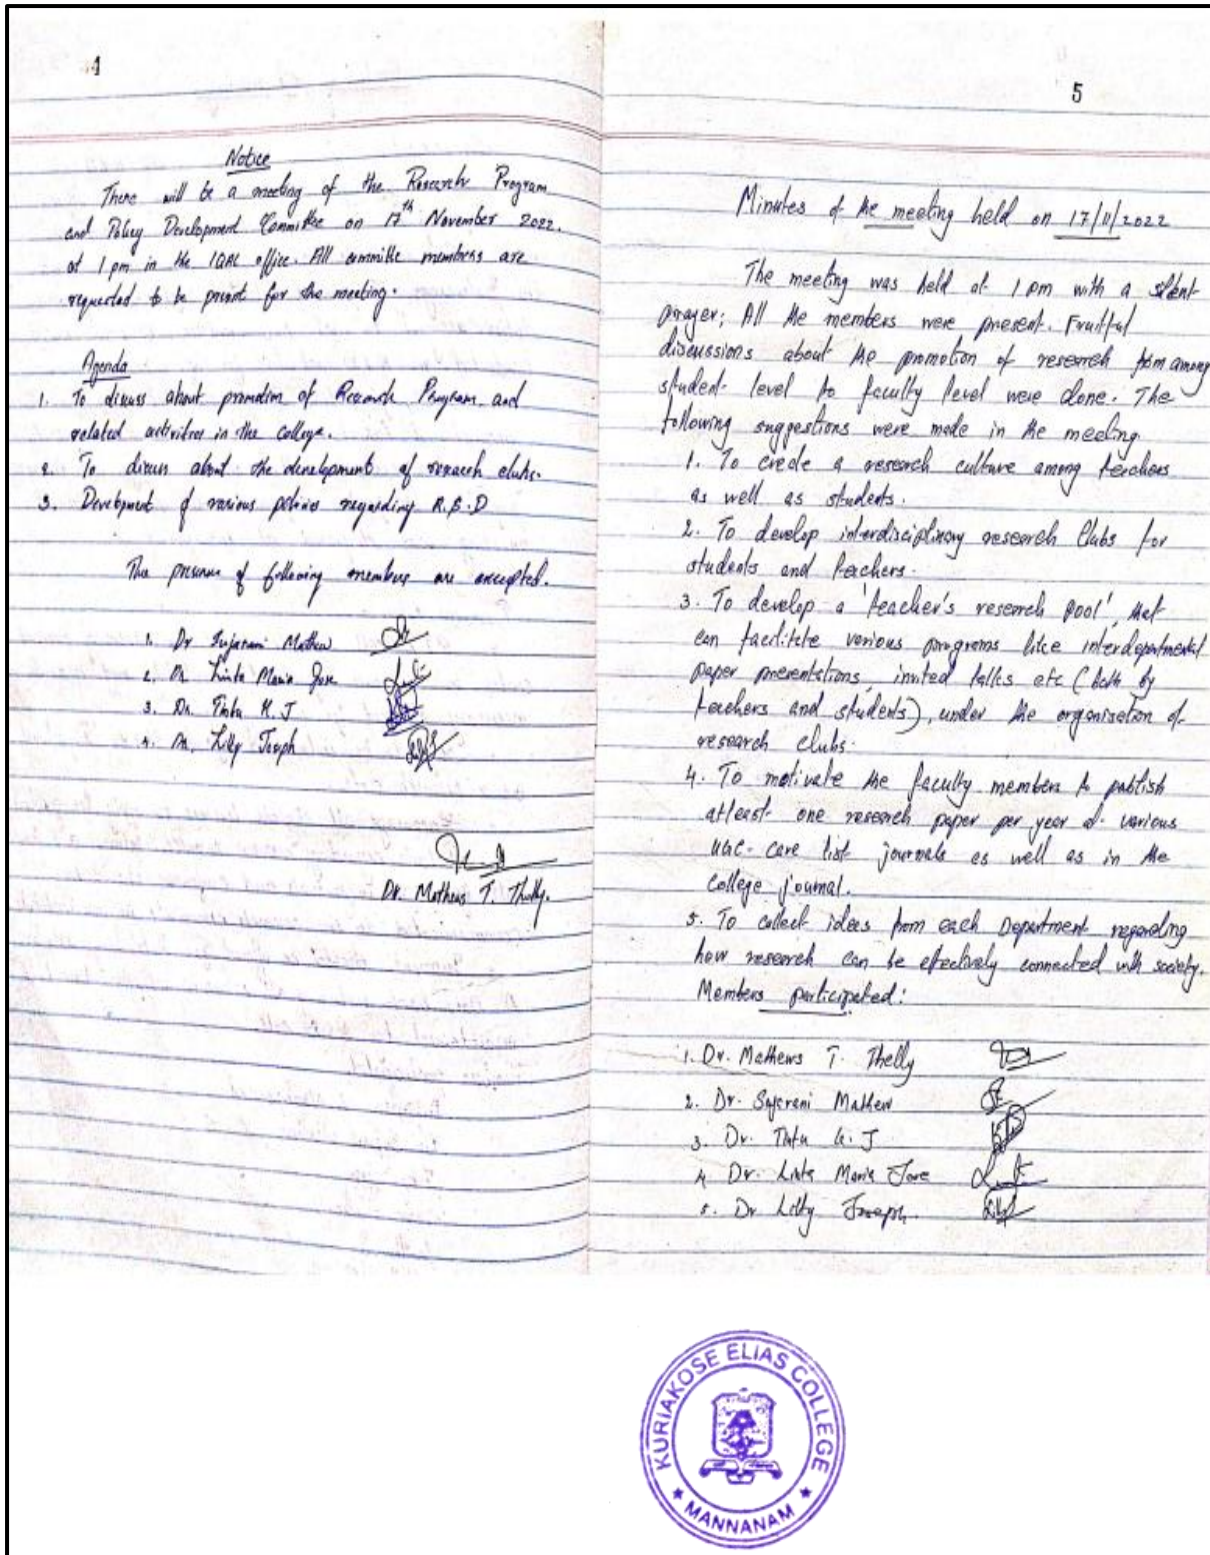 4
Notice
There will be a meeting of the Research Program
and Policy Development Committee on 17th November 2022.
at 1 pm in the IQAC office. All committe members are
requested to be present for the meeting.
Agenda
1. To discuss about promotion of Research Program and
related activities in the college.
2. To discuss about the development of research clubs.
3. Development of various policies regarding R.&.D
The presence of following members are excepted.
1. Dr Sujarani Mathew
2. Dr. Linta Maria Jose
3. Dr. Tintu K. J
4. Dr. Lilly Joseph
Dr. Mathews T. Thelly.
5
Minutes of the meeting held on 17/11/2022
The meeting was held at 1 pm with a silent
prayer; All the members were present. Fruitful
discussions about the promotion of research from among
student level to faculty level were done. The
following suggestions were made in the meeting
1. To create a research culture among teachers
as well as students.
2. To develop interdisciplinary research Clubs for
students and teachers.
3. To develop a 'teacher's research pool', that
can facilitate various programs like interdepartmental
paper presentations, invited talks etc (both by
teachers and students), under the organisation of
research clubs.
4. To motivate the faculty members to publish
atleast one research paper per year at various
UGC-care list journals as well as in the
College journal.
5. To collect ideas from each Department regarding
how research can be effectively connected with society.
Members participated:
1. Dr. Mathews T. Thelly
2. Dr. Sujarani Mathew
3. Dr. Tintu K. J
4. Dr. Linta Maria Jose
5. Dr Lilly Joseph.
KURIAKOSE ELIAS COLLEGE
MANNANAM